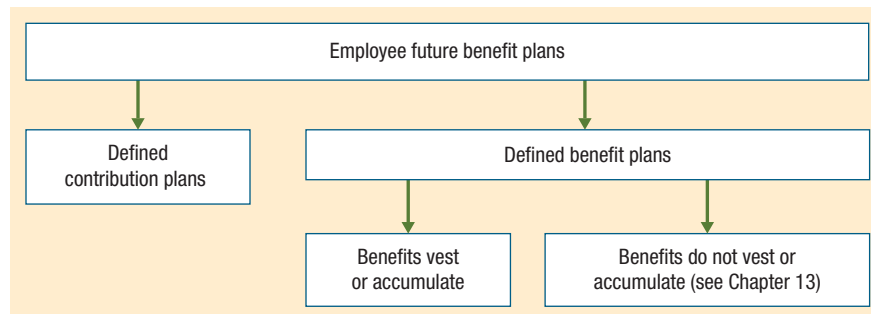 Employee future benefit plans
Defined
contribution plans
Defined benefit plans
Benefits vest
or accumulate
Benefits do not vest or
accumulate (see Chapter 13)